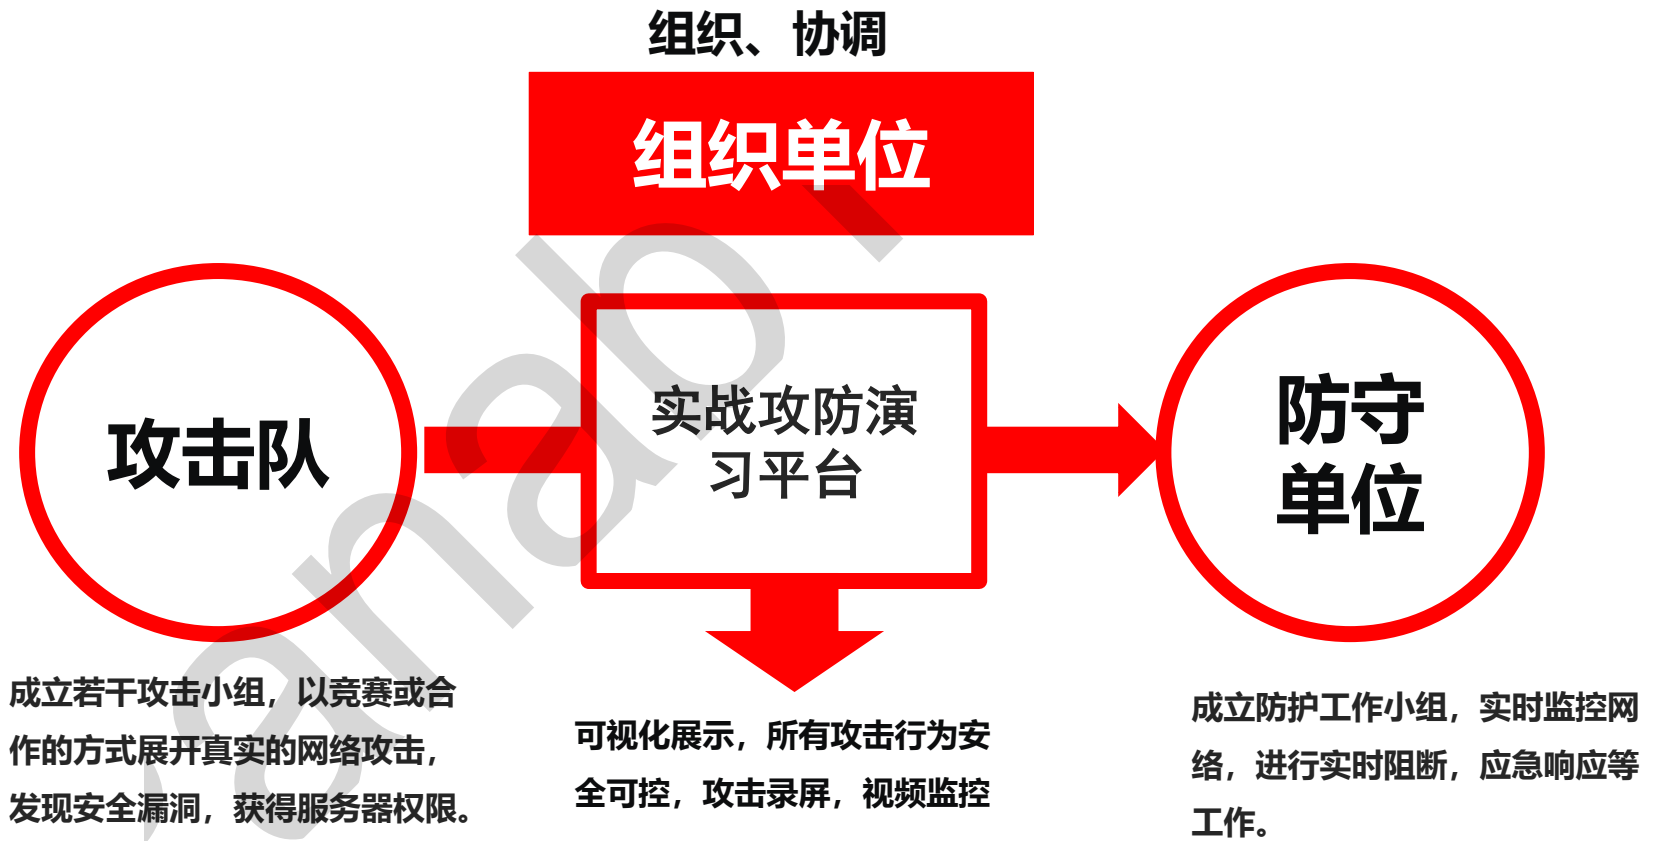 组织、协调
组织单位
攻击队
实战攻防演
习平台
防守
单位
成立若干攻击小组，以竞赛或合
作的方式展开真实的网络攻击，
发现安全漏洞，获得服务器权限。
可视化展示，所有攻击行为安
全可控，攻击录屏，视频监控
成立防护工作小组，实时监控网
络，进行实时阻断，应急响应等
工作。